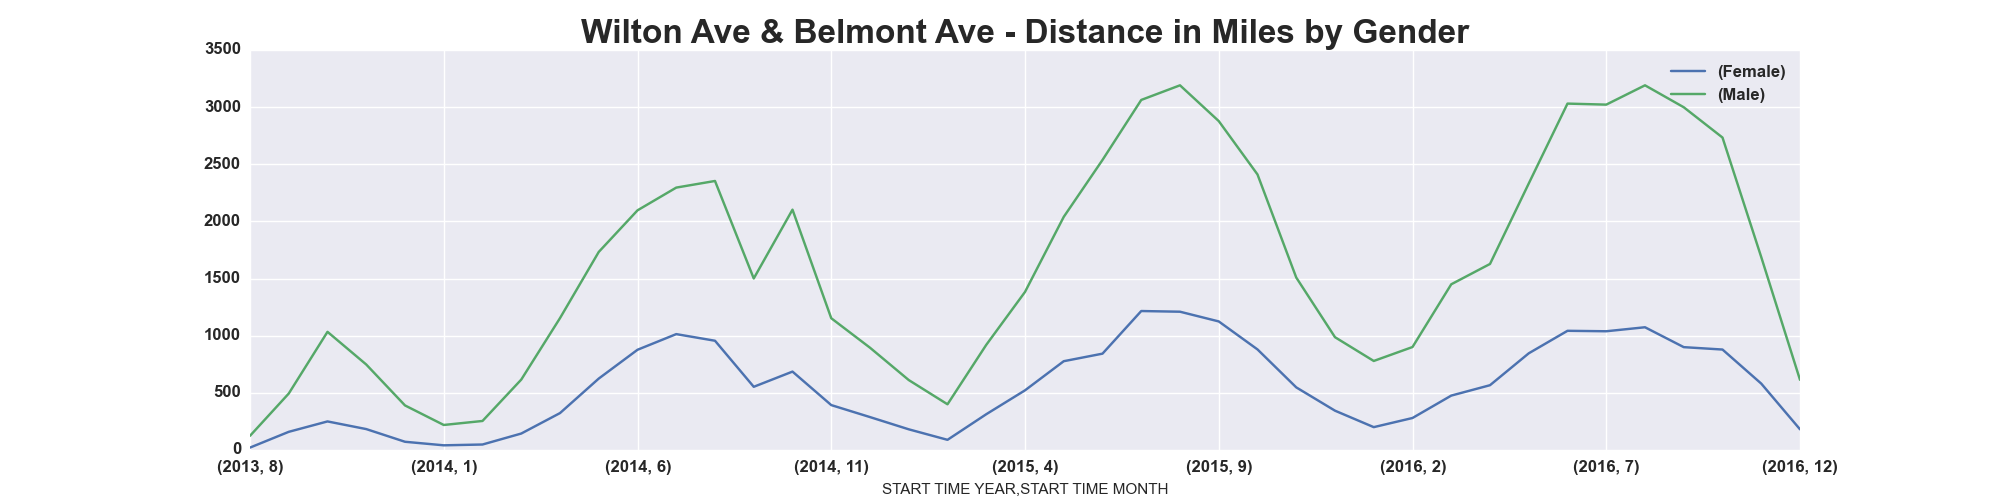 Wilton Ave & Belmont Ave - Distance in Miles by Gender
3500
3000
2500
2000
1500
1000
500
0
(Female)
(Male)
(2013, 8) (2014, 1) (2014, 6) (2014, 11) (2015, 4) (2015, 9) (2016, 2) (2016, 7) (2016, 12)
START TIME YEAR,START TIME MONTH